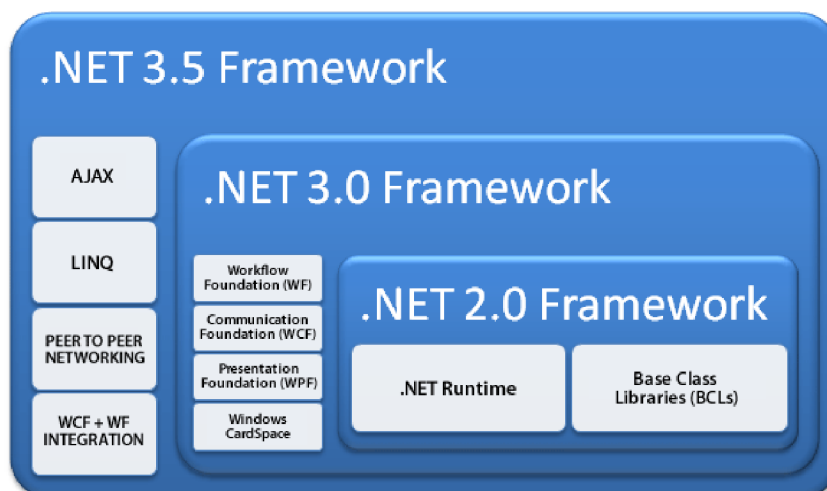 .NET 3.5 Framework
AJAX
LINQ
PEER TO PEER
NETWORKING
WCF + WF
INTEGRATION
.NET 3.0 Framework
Workflow
Foundation (WF)
Communication
Foundation (WCF)
Presentation
Foundation (WPF)
Windows
CardSpace
.NET 2.0 Framework
.NET Runtime
Base Class
Libraries (BCLs)